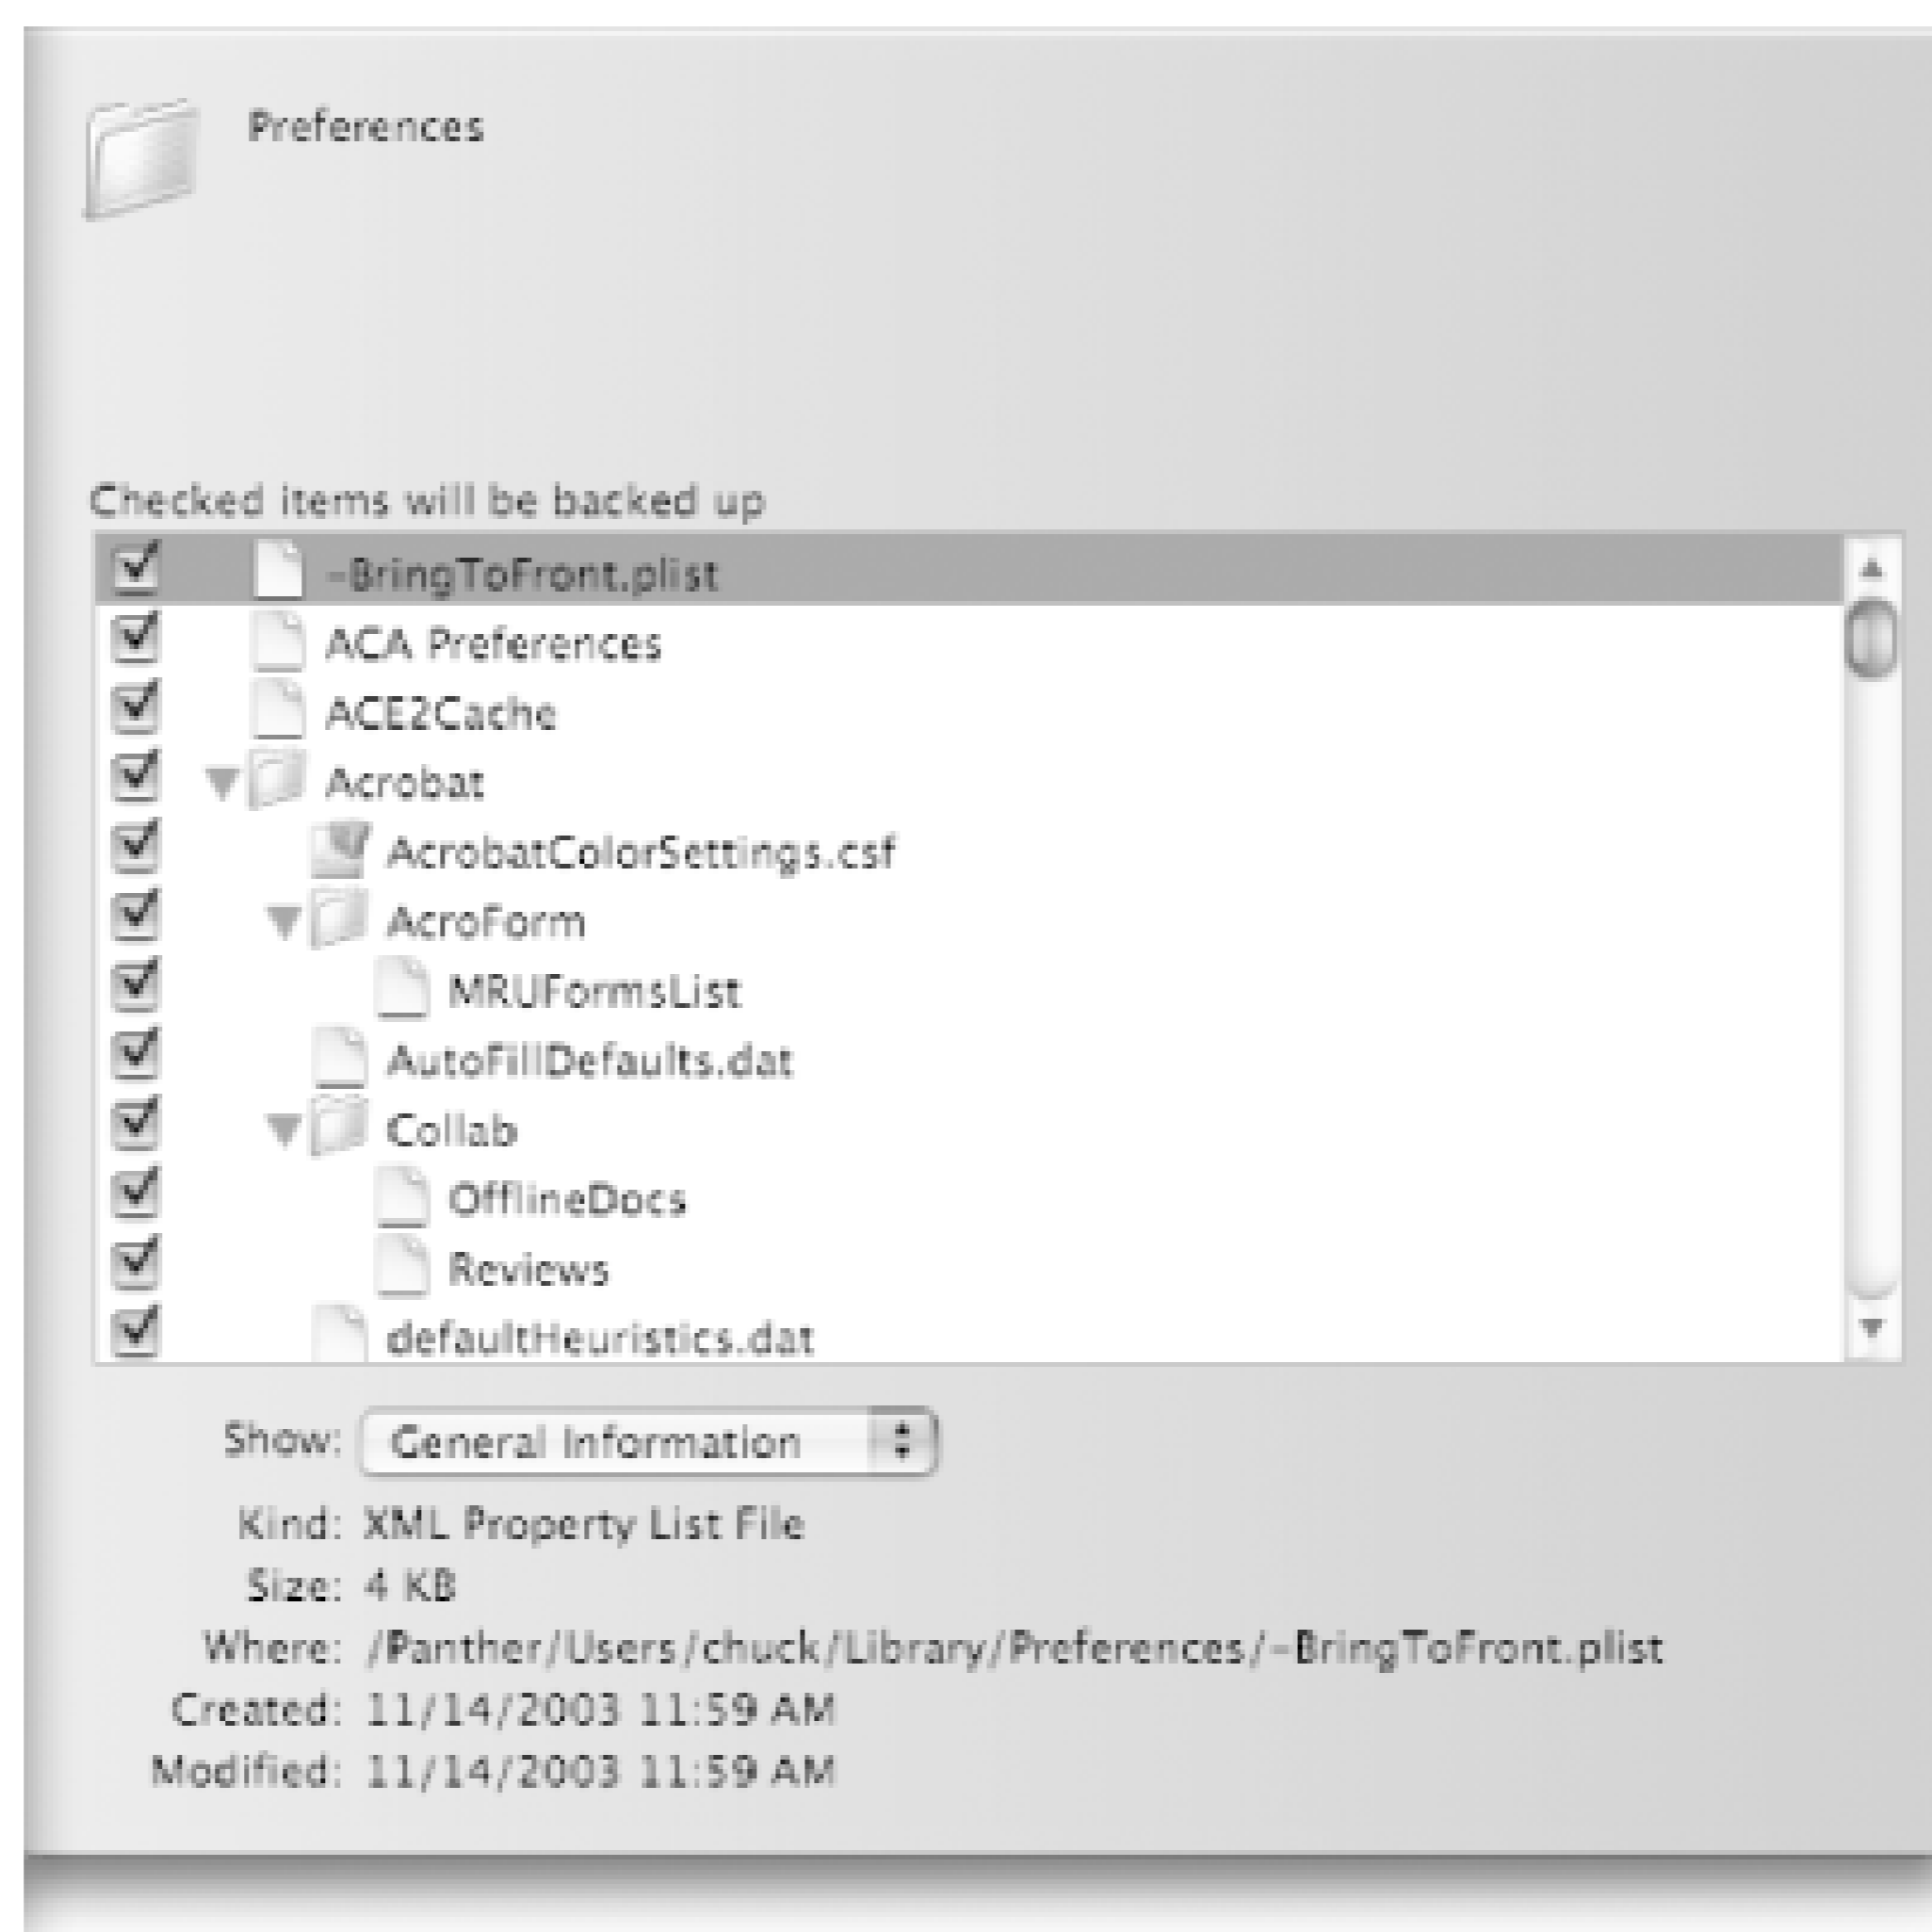 Preferences
Checked items will be backed up
-BringToFront.plist
ACA Preferences
ACE2Cache
Acrobat
AcrobatColorSettings.csf
AcroForm
MRUFormsList
AutoFillDefaults.dat
Collab
OfflineDocs
Reviews
defaultHeuristics.dat
Show: General Information
Kind: XML Property List File
Size: 4 KB
Where: /Panther/Users/chuck/Library/Preferences/-BringToFront.plist
Created: 11/14/2003 11:59 AM
Modified: 11/14/2003 11:59 AM